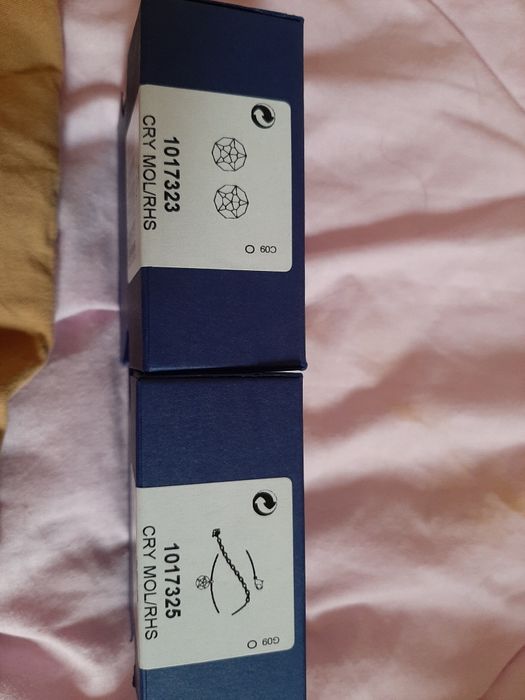 1017323
CRY MOL/RHS
C09 O
1017325
CRY MOL/RHS
G09 O